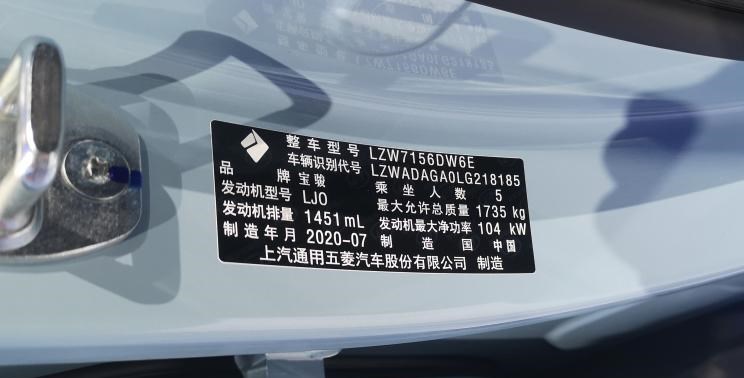 整车型号 LZW7156DW6E
车辆识别代号 LZWADAGA0LG218185
品牌 宝骏 乘坐人数 5
发动机型号 LJO 最大允许总质量 1735 kg
发动机排量 1451 mL 发动机最大净功率 104 kW
制造年月 2020-07 制造国 中国
上汽通用五菱汽车股份有限公司 制造